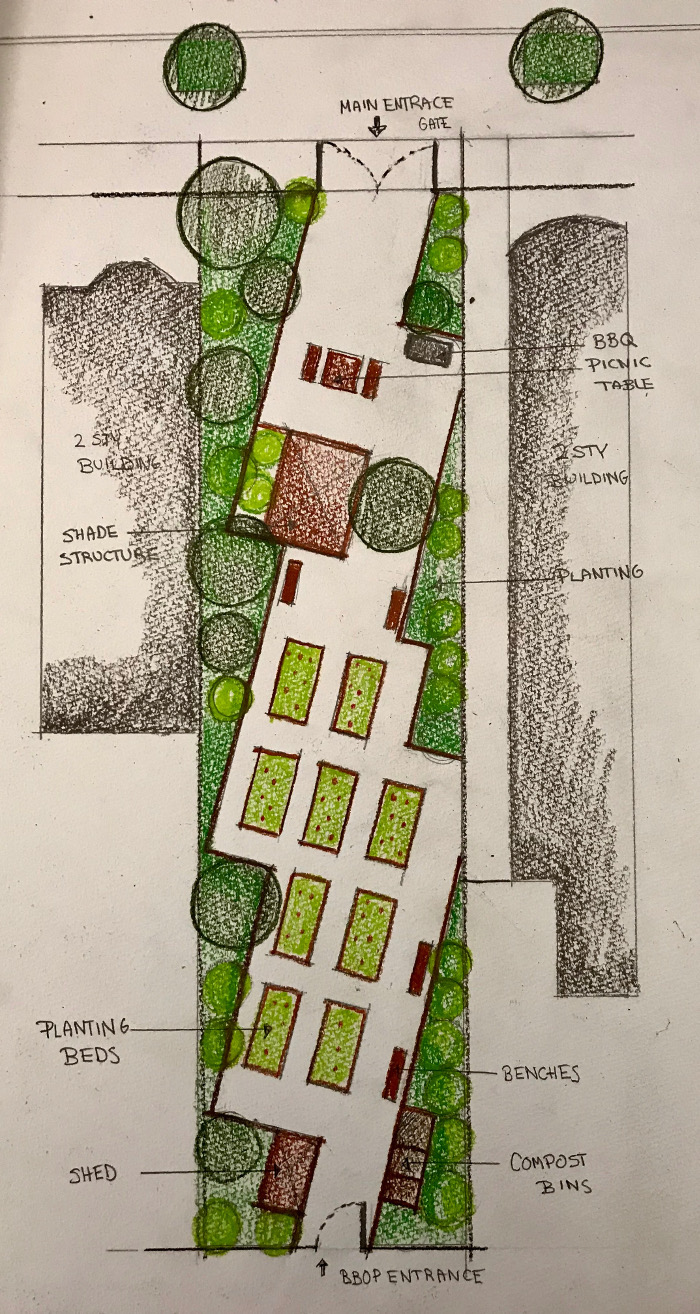 MAIN ENTRACE
GATE
BBQ
PICNIC
TABLE
2 STY
BUILDING
2 STY
BUILDING
SHADE
STRUCTURE
PLANTING
PLANTING
BEDS
BENCHES
SHED
COMPOST
BINS
BBOP ENTRANCE